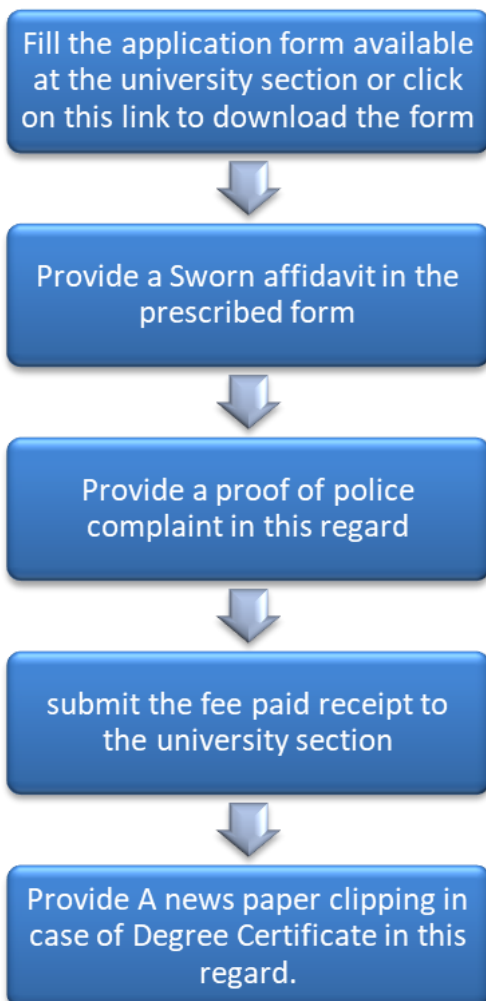 Fill the application form available
at the university section or click
on this link to download the form
Provide a Sworn affidavit in the
prescribed form
Provide a proof of police
complaint in this regard
submit the fee paid receipt to
the university section
Provide A news paper clipping in
case of Degree Certificate in this
regard.